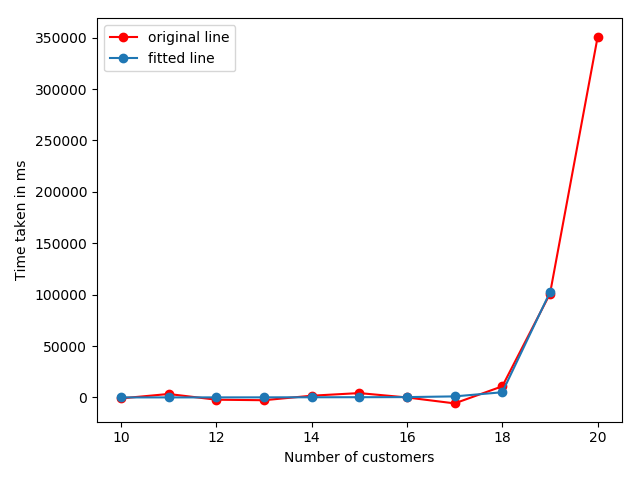 original line
fitted line
350000
300000
250000
200000
150000
100000
50000
0
Time taken in ms
10 12 14 16 18 20
Number of customers